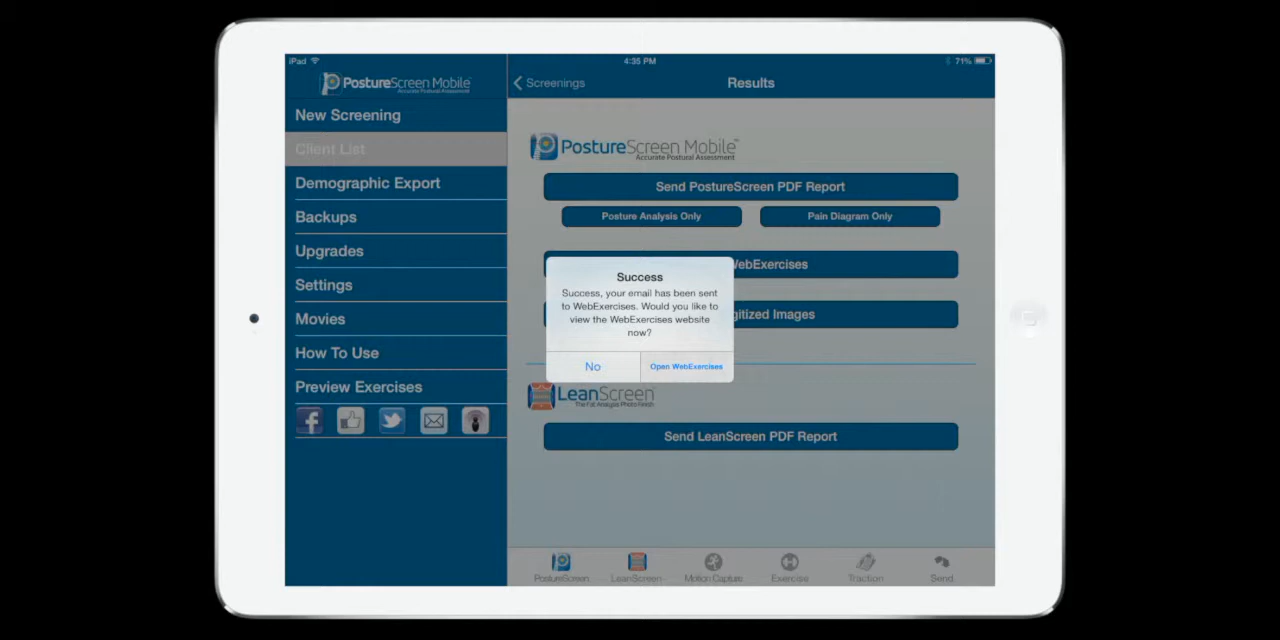 iPad
4:35 PM
71%
PostureScreen Mobile
Accurate Postural Assessment
New Screening
Client List
Demographic Export
Backups
Upgrades
Settings
Movies
How To Use
Preview Exercises
Screenings
Results
PostureScreen Mobile™
Accurate Postural Assessment
Send PostureScreen PDF Report
Posture Analysis Only
Pain Diagram Only
WebExercises
gitized Images
Success
Success, your email has been sent
to WebExercises. Would you like to
view the WebExercises website
now?
No
Open WebExercises
LeanScreen
The Fat Analysis Photo Finish
Send LeanScreen PDF Report
PostureScreen
LeanScreen
Motion Capture
Exercise
Traction
Send